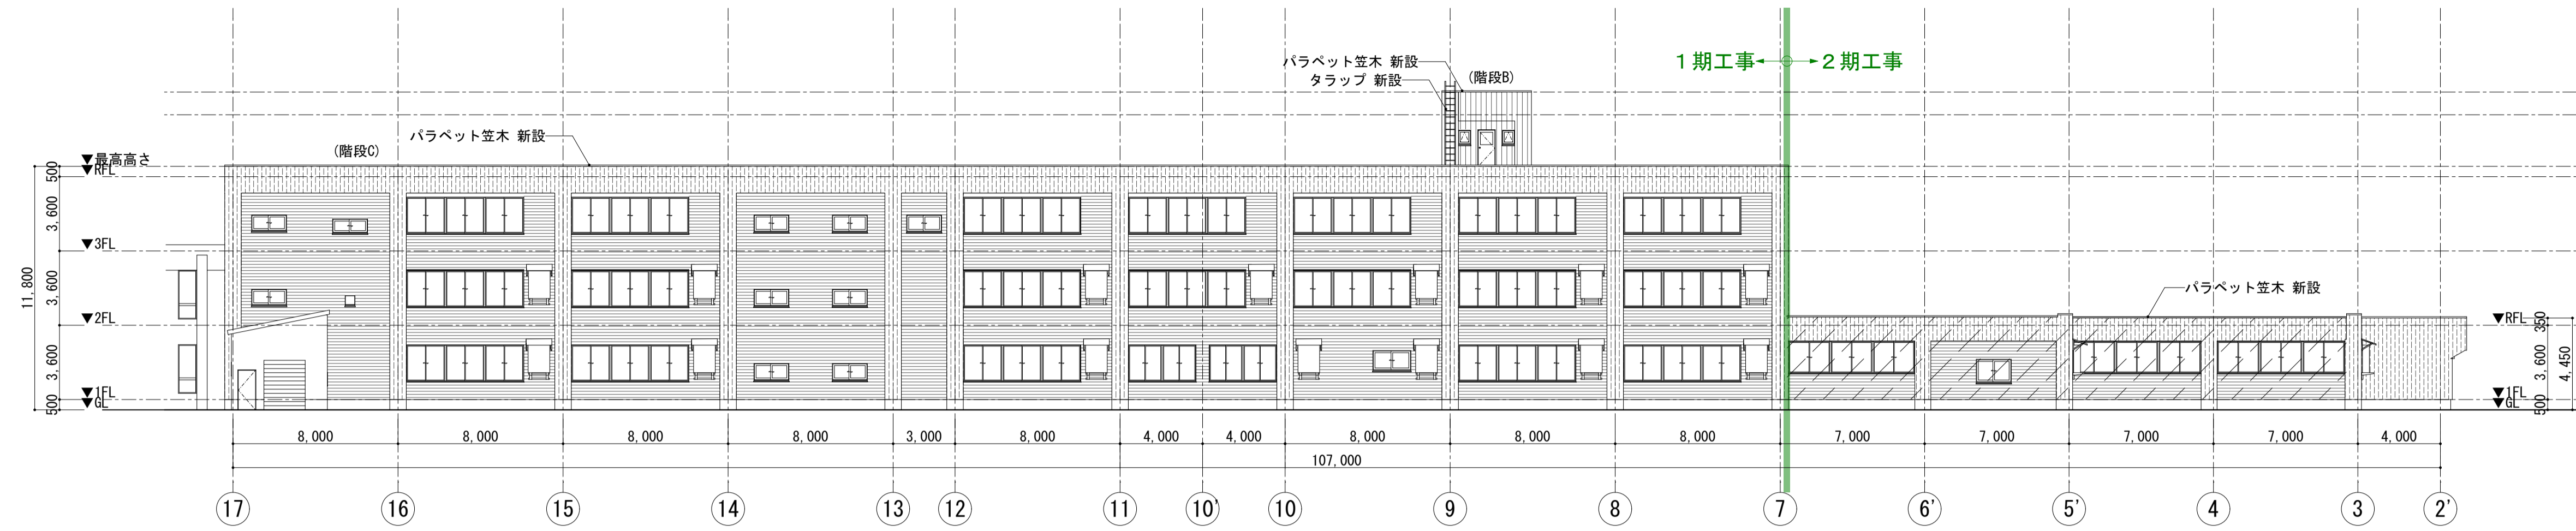 パラペット笠木 新設
タラップ 新設
(階段B)
1期工事
2期工事
パラペット笠木 新設
(階段C)
▼最高高さ
▼RFL
▼3FL
▼2FL
▼1FL
▼GL
11,800
500
3,600
3,600
3,600
500
パラペット笠木 新設
▼RFL
▼1FL
▼GL
350
3,600
500
4,450
8,000 8,000 8,000 8,000 3,000 8,000 4,000 4,000 8,000 8,000 8,000 7,000 7,000 7,000 7,000 4,000
107,000
17 16 15 14 13 12 11 10' 10 9 8 7 6' 5' 4 3 2'